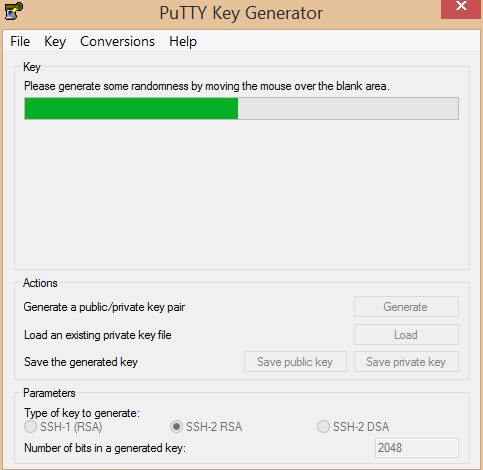 PuTTY Key Generator
File Key Conversions Help
Key
Please generate some randomness by moving the mouse over the blank area.
Actions
Generate a public/private key pair Generate
Load an existing private key file Load
Save the generated key Save public key Save private key
Parameters
Type of key to generate:
SSH-1 (RSA) SSH-2 RSA SSH-2 DSA
Number of bits in a generated key: 2048